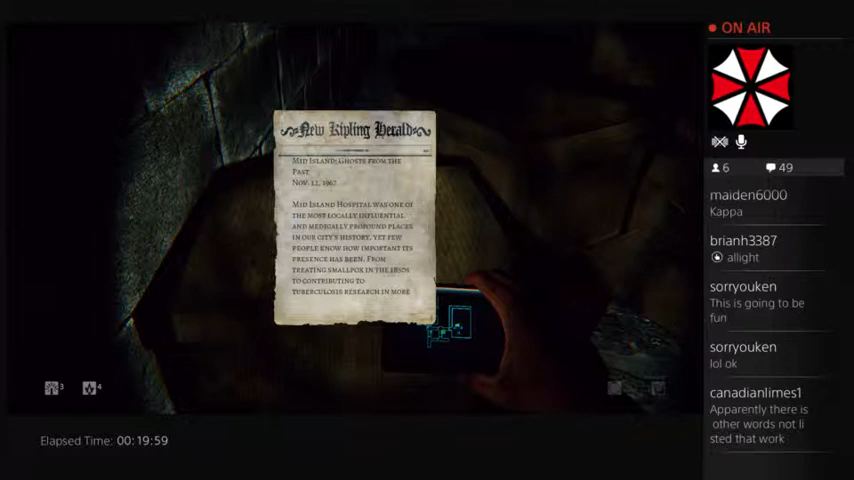 New Kipling Herald
Mid Island: Ghosts from the
Past
Nov. 12, 1967
Mid Island Hospital was one of
the most locally influential
and medically profound places
in our city's history, yet few
people know how important its
presence has been. From
treating smallpox in the 1850s
to contributing to
tuberculosis research in more
3
4
Elapsed Time: 00:19:59
ON AIR
6
49
maiden6000
Kappa
brianh3387
allight
sorryouken
This is going to be
fun
sorryouken
lol ok
canadianlimes1
Apparently there is
other words not li
sted that work